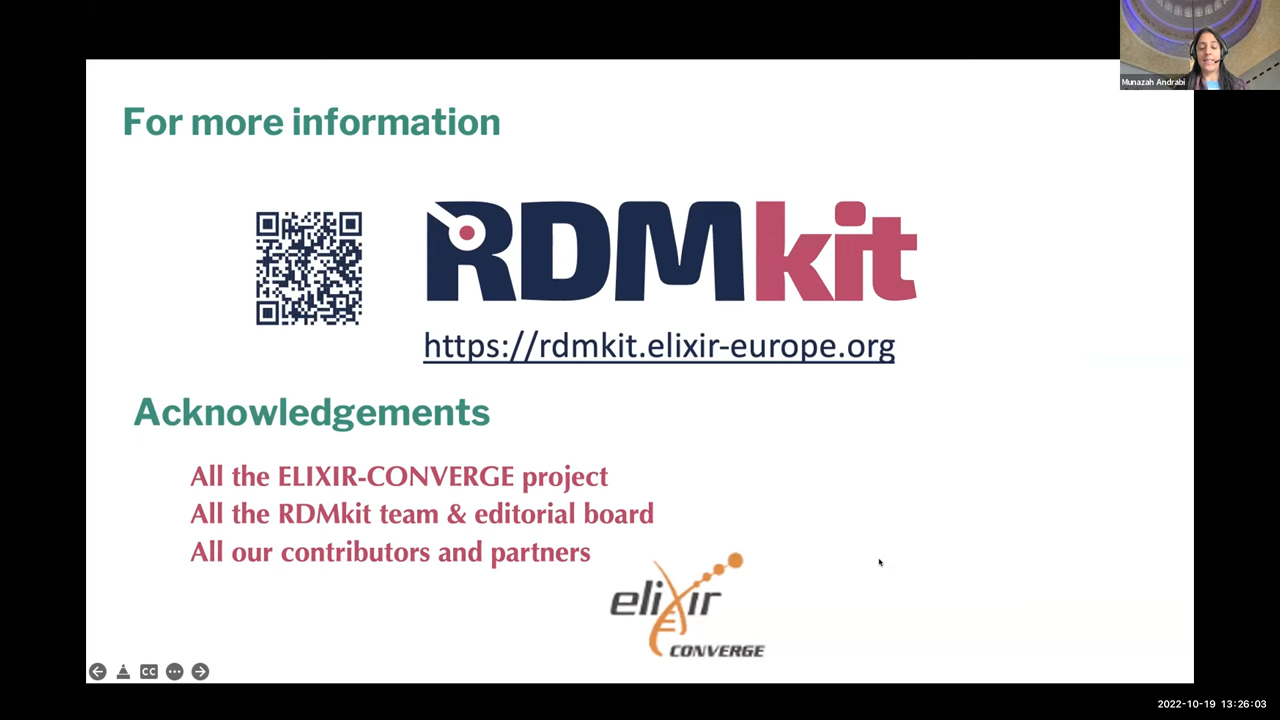 Munazah Andrabi
For more information
RDMkit
https://rdmkit.elixir-europe.org
Acknowledgements
All the ELIXIR-CONVERGE project
All the RDMkit team & editorial board
All our contributors and partners
elixir
CONVERGE
CC
2022-10-19 13:26:03